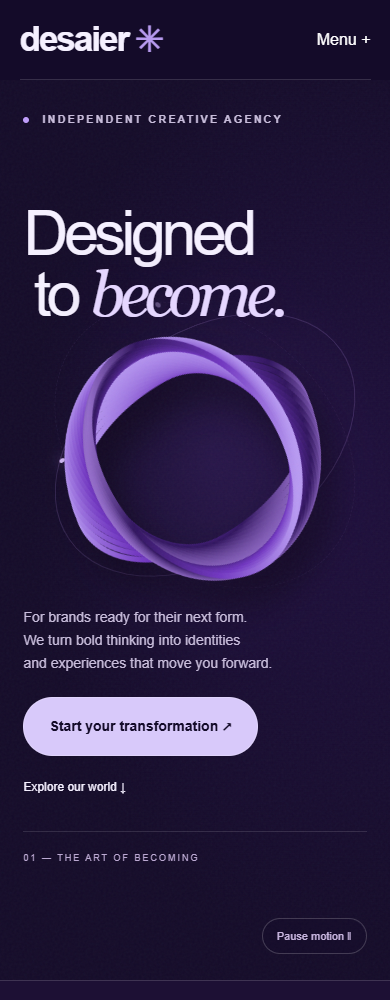 desaier ✳
Menu +
INDEPENDENT CREATIVE AGENCY
Designed
to become.
For brands ready for their next form.
We turn bold thinking into identities
and experiences that move you forward.
Start your transformation ↗
Explore our world ↓
01 — THE ART OF BECOMING
Pause motion ‖